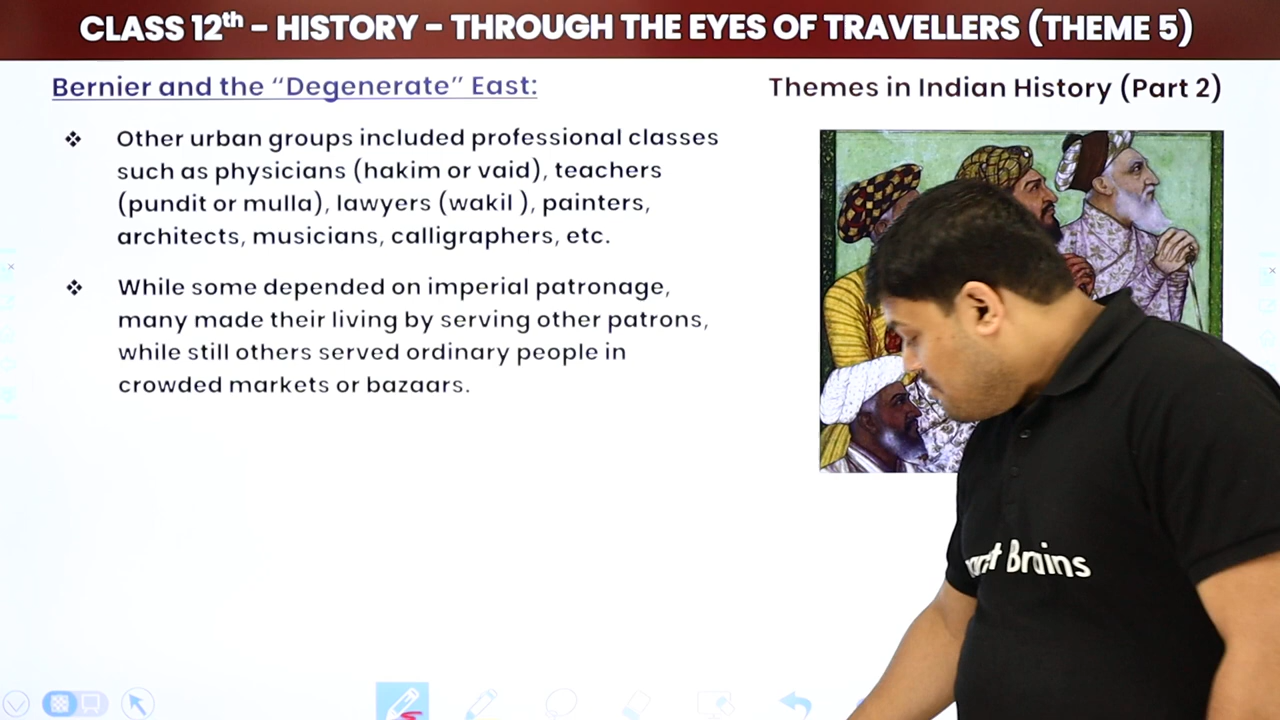 CLASS 12th – HISTORY – THROUGH THE EYES OF TRAVELLERS (THEME 5)
Bernier and the “Degenerate” East:
Themes in Indian History (Part 2)
❖ Other urban groups included professional classes
such as physicians (hakim or vaid), teachers
(pundit or mulla), lawyers (wakil ), painters,
architects, musicians, calligraphers, etc.
❖ While some depended on imperial patronage,
many made their living by serving other patrons,
while still others served ordinary people in
crowded markets or bazaars.
Brains